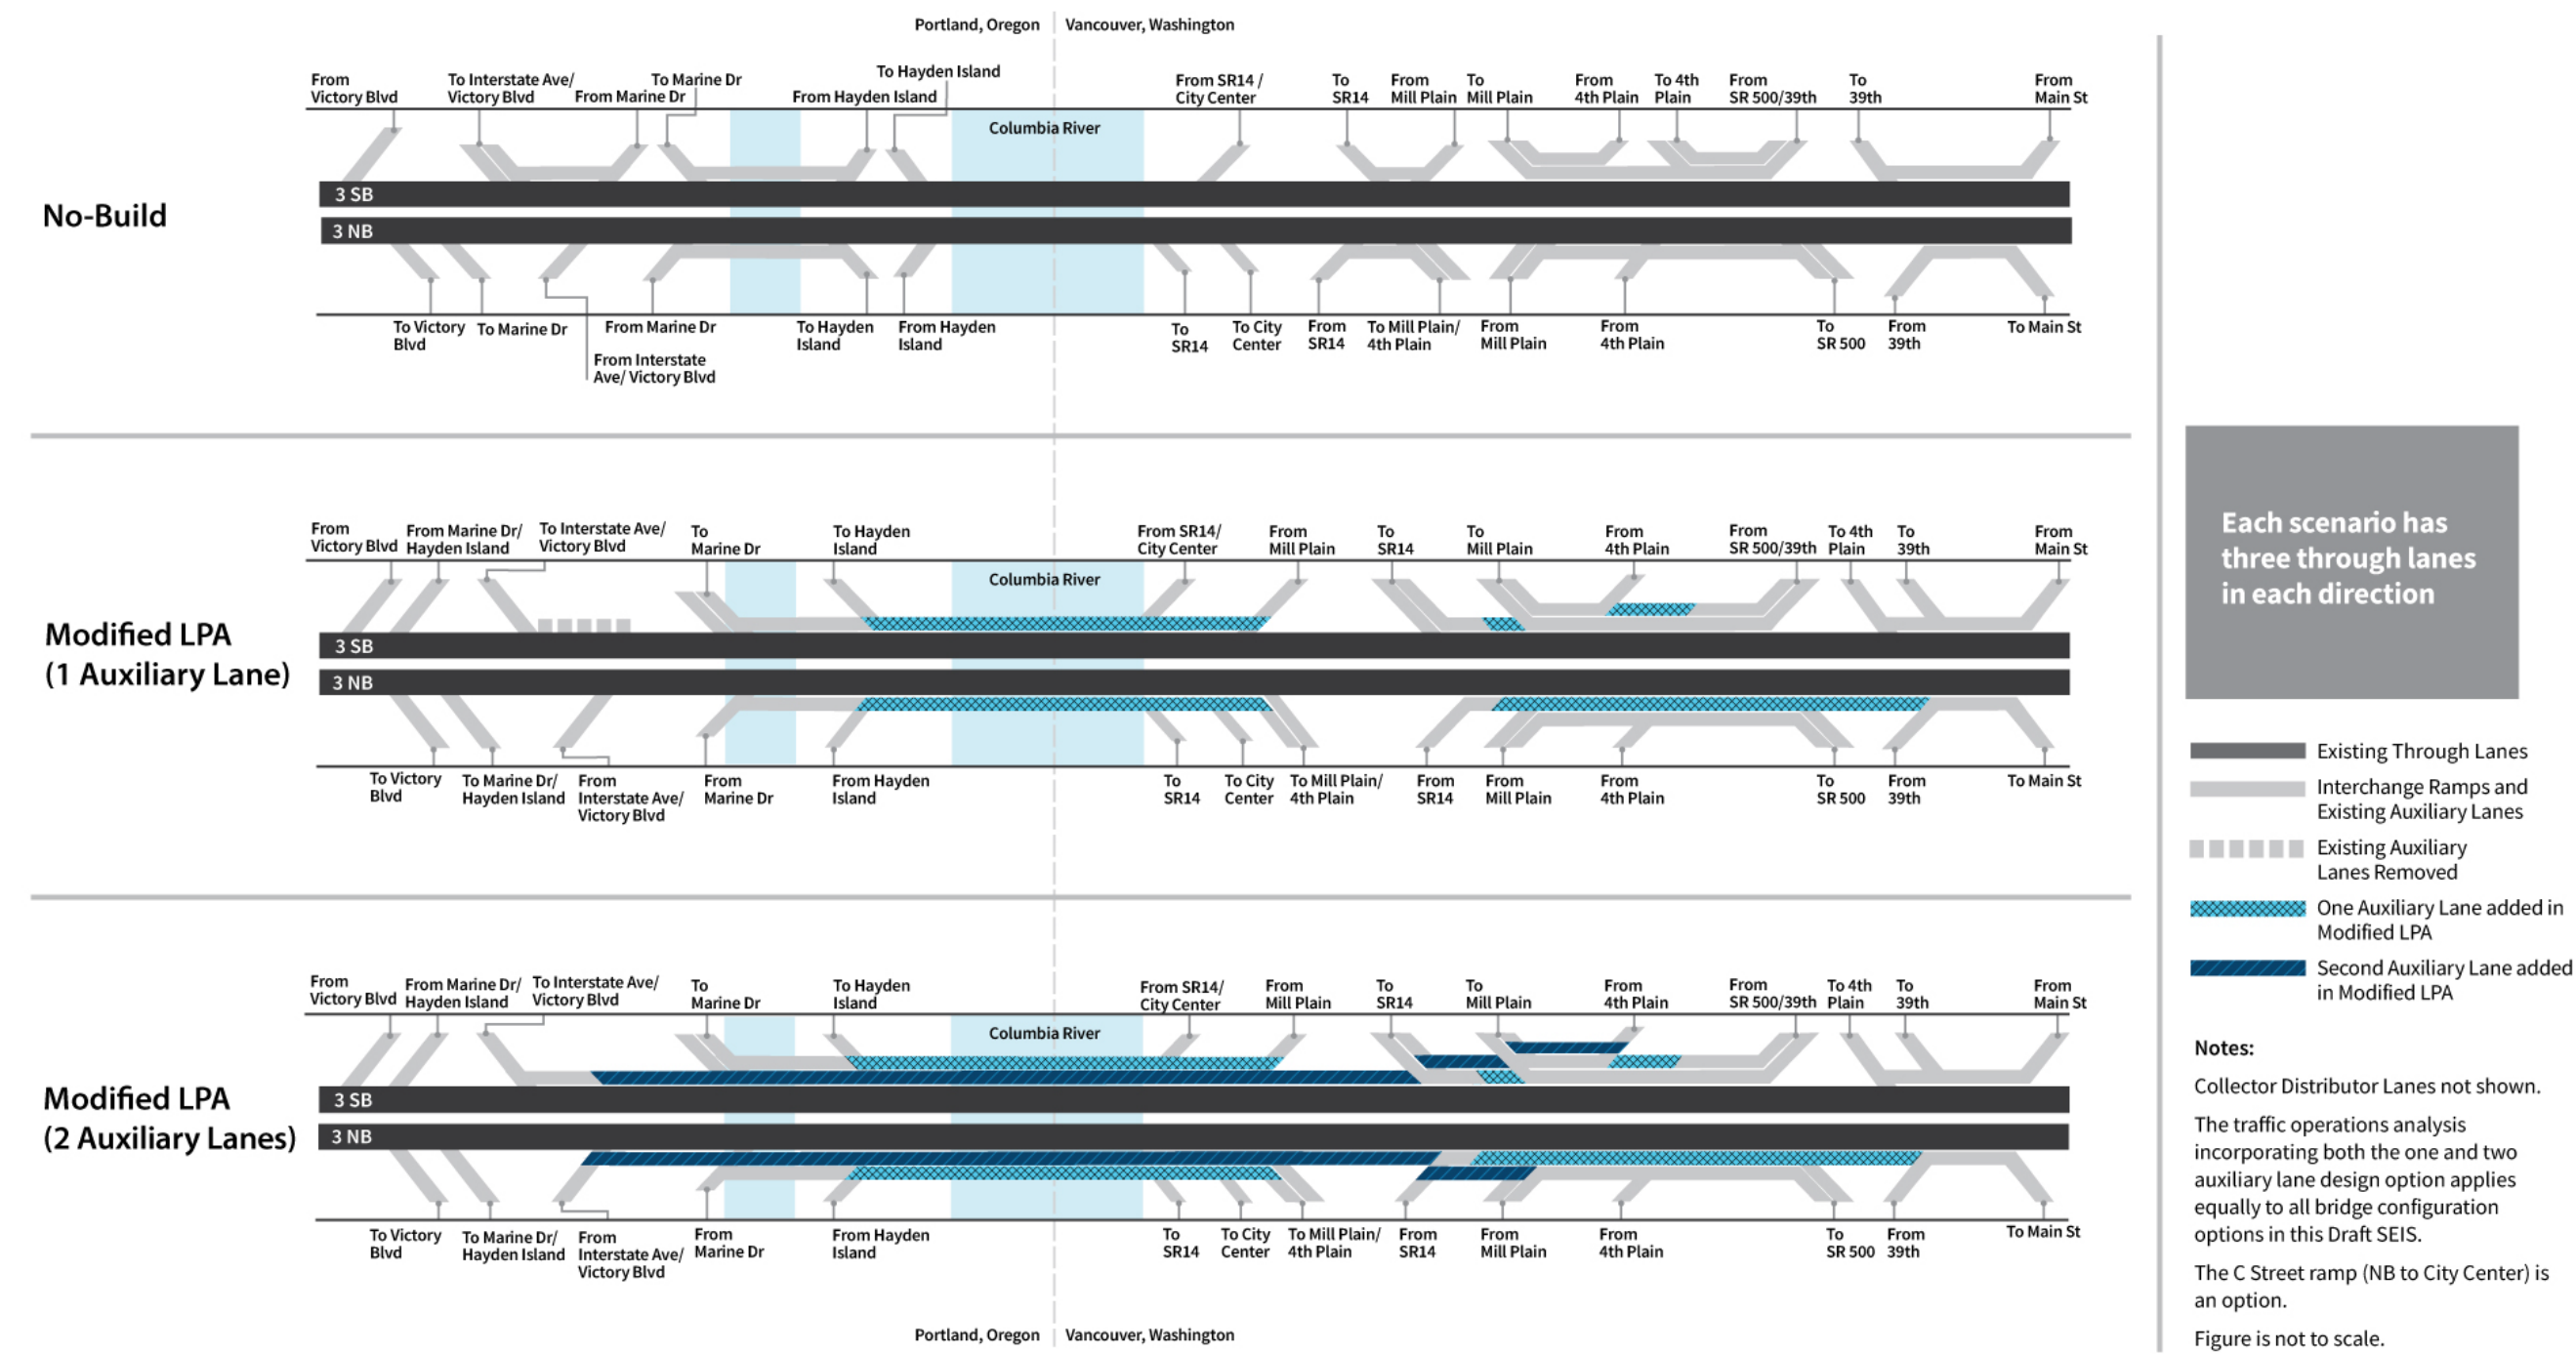 Portland, Oregon
Vancouver, Washington
No-Build
From
Victory Blvd
To Interstate Ave/
Victory Blvd
From Marine Dr
To Marine Dr
From Hayden Island
To Hayden Island
From SR14 /
City Center
To
SR14
From
Mill Plain
To
Mill Plain
From
4th Plain
To 4th
Plain
From
SR 500/39th
To
39th
From
Main St
Columbia River
3 SB
3 NB
To Victory
Blvd
To Marine Dr
From Interstate
Ave/ Victory Blvd
From Marine Dr
To Hayden
Island
From Hayden
Island
To
SR14
To City
Center
From
SR14
To Mill Plain/
4th Plain
From
Mill Plain
From
4th Plain
To
SR 500
From
39th
To Main St
Modified LPA
(1 Auxiliary Lane)
From
Victory Blvd
From Marine Dr/
Hayden Island
To Interstate Ave/
Victory Blvd
To
Marine Dr
To Hayden
Island
From SR14/
City Center
From
Mill Plain
To
SR14
To
Mill Plain
From
4th Plain
From
SR 500/39th
To 4th
Plain
To
39th
From
Main St
Columbia River
3 SB
3 NB
To Victory
Blvd
To Marine Dr/
Hayden Island
From
Interstate Ave/
Victory Blvd
From
Marine Dr
From Hayden
Island
To
SR14
To City
Center
To Mill Plain/
4th Plain
From
SR14
From
Mill Plain
From
4th Plain
To
SR 500
From
39th
To Main St
Modified LPA
(2 Auxiliary Lanes)
From
Victory Blvd
From Marine Dr/
Hayden Island
To Interstate Ave/
Victory Blvd
To
Marine Dr
To Hayden
Island
From SR14/
City Center
From
Mill Plain
To
SR14
To
Mill Plain
From
4th Plain
From
SR 500/39th
To 4th
Plain
To
39th
From
Main St
Columbia River
3 SB
3 NB
To Victory
Blvd
To Marine Dr/
Hayden Island
From
Interstate Ave/
Victory Blvd
From
Marine Dr
From Hayden
Island
To
SR14
To City
Center
To Mill Plain/
4th Plain
From
SR14
From
Mill Plain
From
4th Plain
To
SR 500
From
39th
To Main St
Portland, Oregon
Vancouver, Washington
Each scenario has
three through lanes
in each direction
Existing Through Lanes
Interchange Ramps and
Existing Auxiliary Lanes
Existing Auxiliary
Lanes Removed
One Auxiliary Lane added in
Modified LPA
Second Auxiliary Lane added
in Modified LPA
Notes:
Collector Distributor Lanes not shown.
The traffic operations analysis
incorporating both the one and two
auxiliary lane design option applies
equally to all bridge configuration
options in this Draft SEIS.
The C Street ramp (NB to City Center) is
an option.
Figure is not to scale.